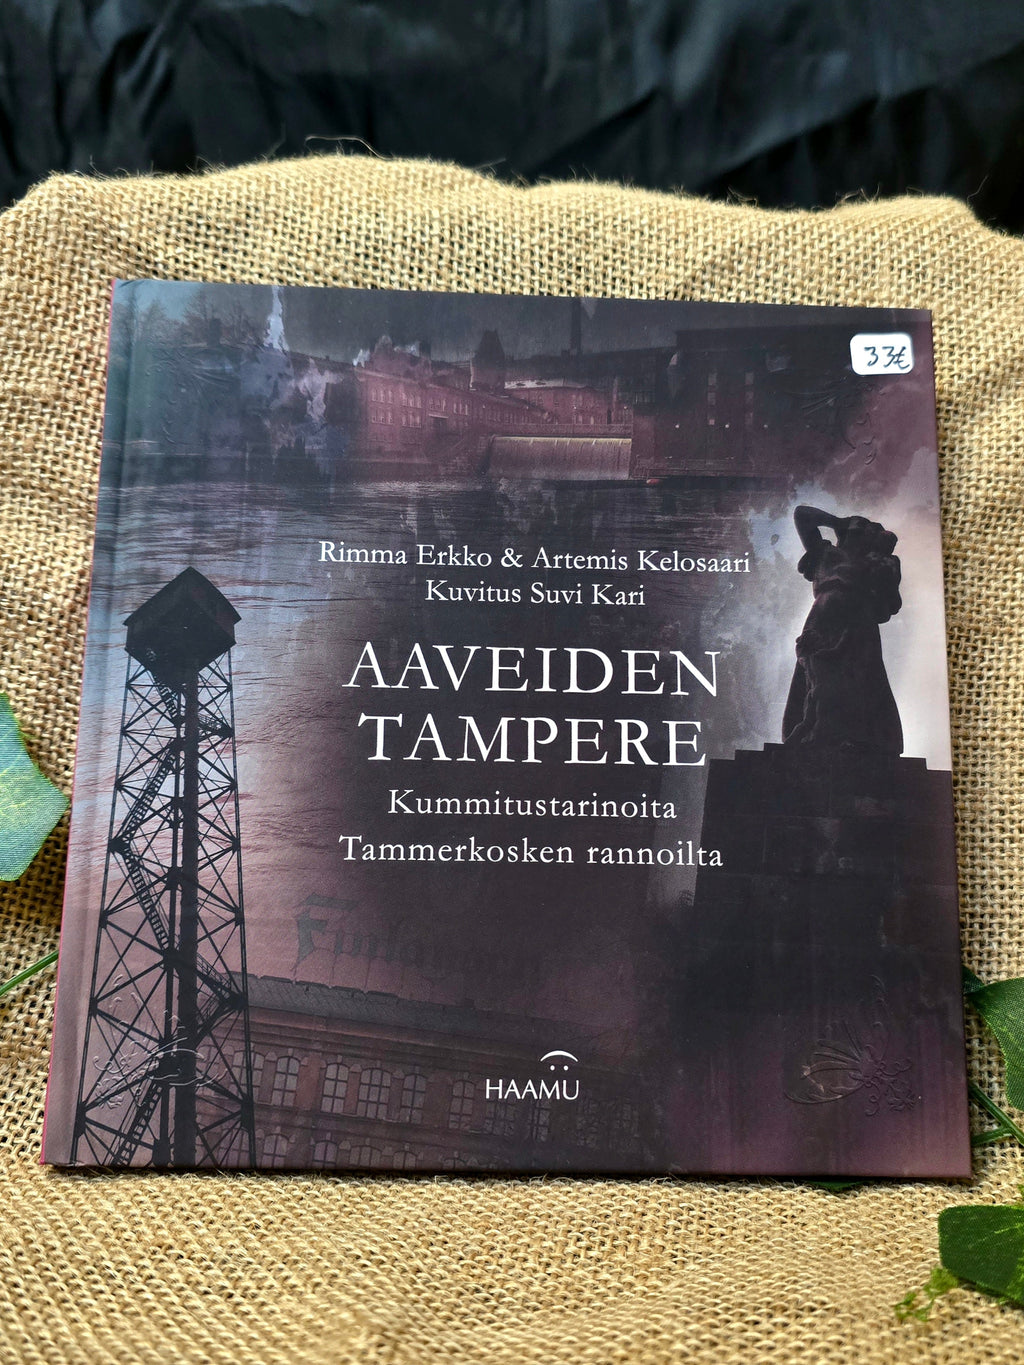 33€
Rimma Erkko & Artemis Kelosaari
Kuvitus Suvi Kari
AAVEIDEN
TAMPERE
Kummitustarinoita
Tammerkosken rannoilta
HAAMU